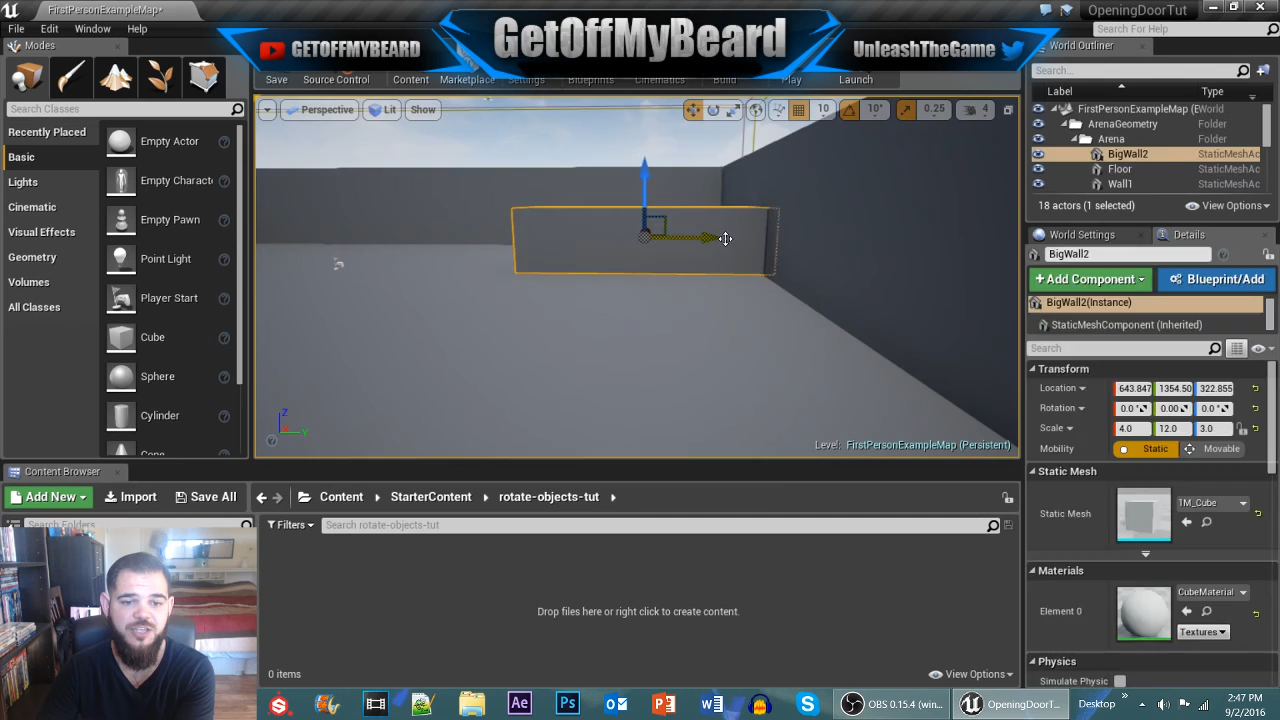 FirstPersonExampleMap*
OpeningDoorTut
File Edit Window
GETOFFMYBEARD
GetOffMyBeard
UnleashTheGame
Search For Help
Modes
World Outliner
Save Source Control Content Marketplace Settings Blueprints Cinematics Build Play Launch
Search Classes
Search...
Label Type
Perspective Lit Show 10 10° 0.25 4
FirstPersonExampleMap (E World
ArenaGeometry Folder
Arena Folder
BigWall2 StaticMeshAc
Floor StaticMeshAc
Wall1 StaticMeshAc
18 actors (1 selected) View Options
Recently Placed
Basic
Lights
Cinematic
Visual Effects
Geometry
Volumes
All Classes
Empty Actor
Empty Charact
Empty Pawn
Point Light
Player Start
Cube
Sphere
Cylinder
Cone
Z
Y
Level: FirstPersonExampleMap (Persistent)
World Settings Details
BigWall2
+Add Component Blueprint/Add
BigWall2(Instance)
StaticMeshComponent (Inherited)
Search
Transform
Location 643.847 1354.50 322.855
Rotation 0.0 ° 0.00 0.0 °
Scale 4.0 12.0 3.0
Mobility Static Movable
Static Mesh
Static Mesh 1M_Cube
Materials
Element 0 CubeMaterial
Textures
Physics
Simulate Physic
Content Browser
Add New Import Save All Content StarterContent rotate-objects-tut
Search Folders Filters Search rotate-objects-tut
Drop files here or right click to create content.
0 items View Options
Ae Ps W S OBS 0.15.4 (win... OpeningDoorT... Desktop
2:47 PM
9/2/2016